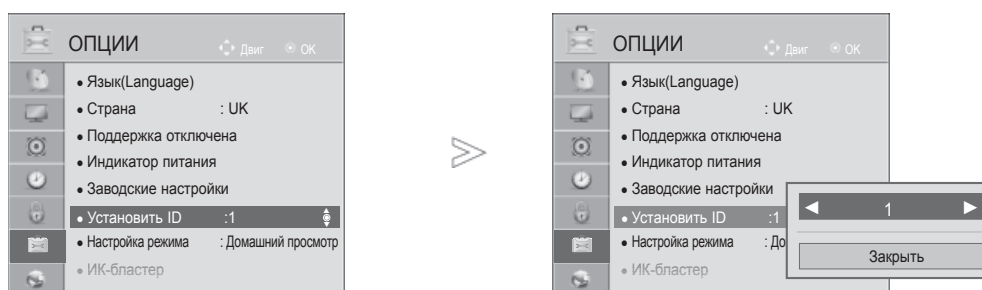 ОПЦИИ
Двиг
ОК
• Язык(Language)
• Страна : UK
• Поддержка отключена
• Индикатор питания
• Заводские настройки
• Установить ID :1
• Настройка режима : Домашний просмотр
• ИК-бластер
ОПЦИИ
Двиг
ОК
• Язык(Language)
• Страна : UK
• Поддержка отключена
• Индикатор питания
• Заводские настройки
• Установить ID :1
• Настройка режима : До
• ИК-бластер
◄ 1 ►
Закрыть